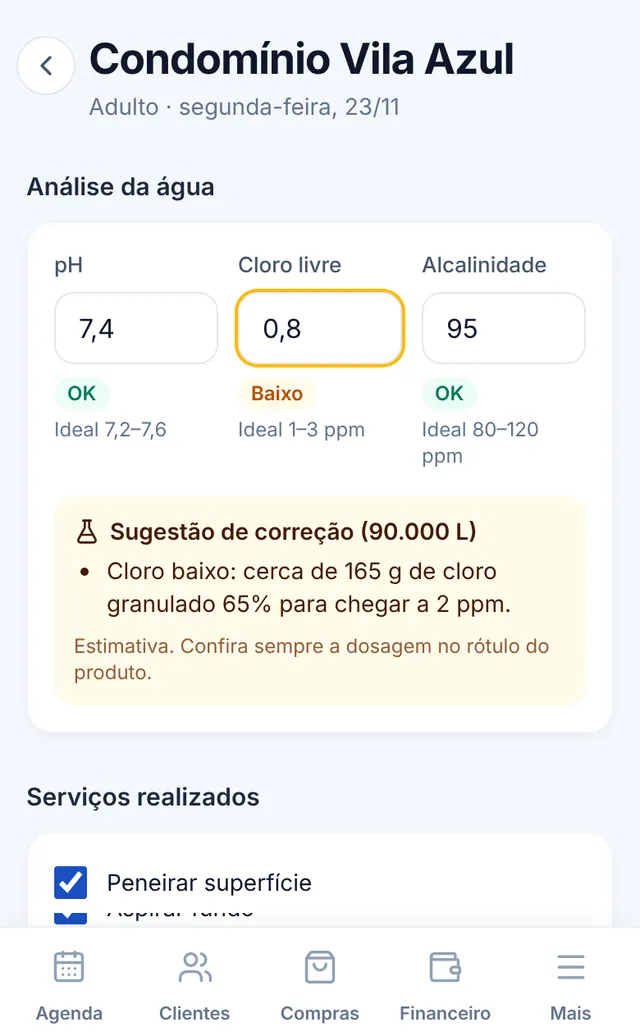 Condomínio Vila Azul
Adulto · segunda-feira, 23/11
Análise da água
pH
Cloro livre
Alcalinidade
7,4
0,8
95
OK
Baixo
OK
Ideal 7,2–7,6
Ideal 1–3 ppm
Ideal 80–120
ppm
Sugestão de correção (90.000 L)
• Cloro baixo: cerca de 165 g de cloro
granulado 65% para chegar a 2 ppm.
Estimativa. Confira sempre a dosagem no rótulo do
produto.
Serviços realizados
Peneirar superfície
Agenda
Clientes
Compras
Financeiro
Mais